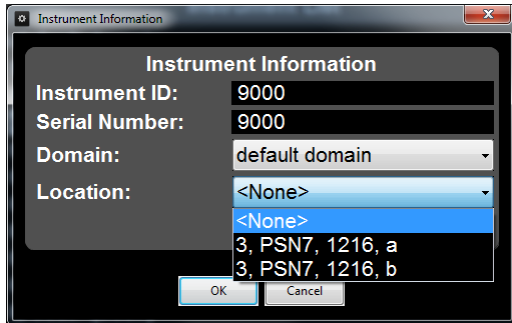 Instrument Information
Instrument Information
Instrument ID: 9000
Serial Number: 9000
Domain: default domain
Location: <None>
<None>
3, PSN7, 1216, a
3, PSN7, 1216, b
OK Cancel